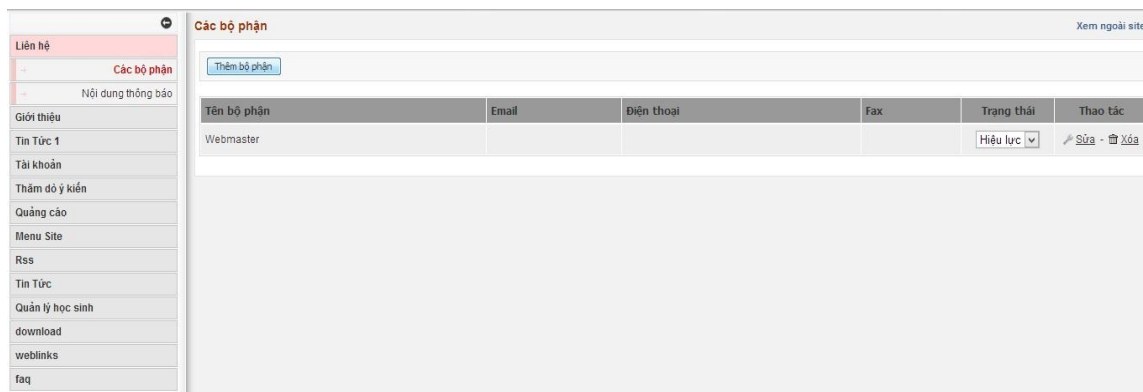 Các bộ phận
Xem ngoài site
Liên hệ
Các bộ phận
Nội dung thông báo
Giới thiệu
Tin Tức 1
Tài khoản
Thăm dò ý kiến
Quảng cáo
Menu Site
Rss
Tin Tức
Quản lý học sinh
download
weblinks
faq
Thêm bộ phận
Tên bộ phận Email Điện thoại Fax Trạng thái Thao tác
Webmaster Hiệu lực Sửa - Xóa